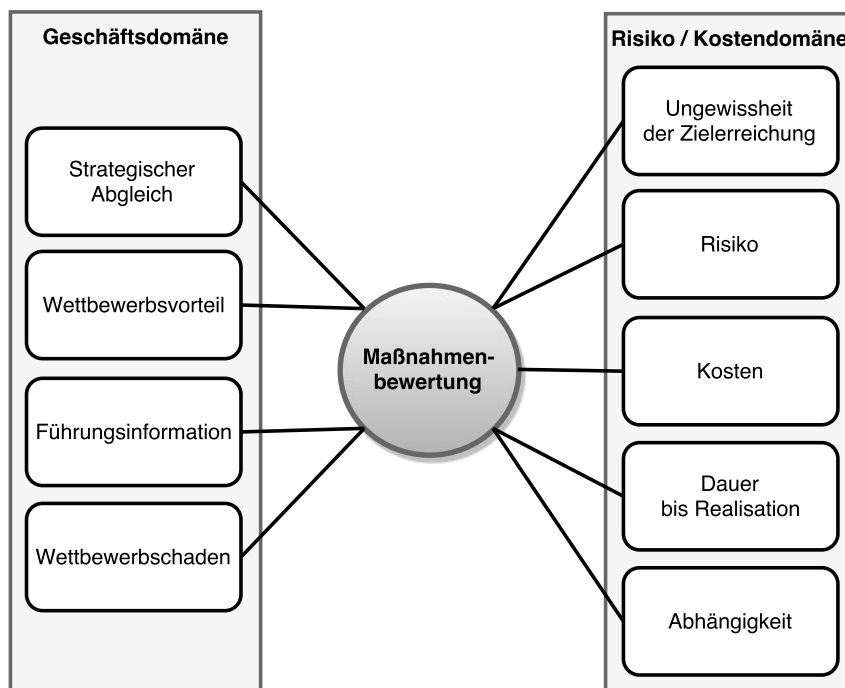 Geschäftsdomäne
Strategischer
Abgleich
Wettbewerbsvorteil
Führungsinformation
Wettbewerbschaden
Maßnahmen-
bewertung
Risiko / Kostendomäne
Ungewissheit
der Zielerreichung
Risiko
Kosten
Dauer
bis Realisation
Abhängigkeit